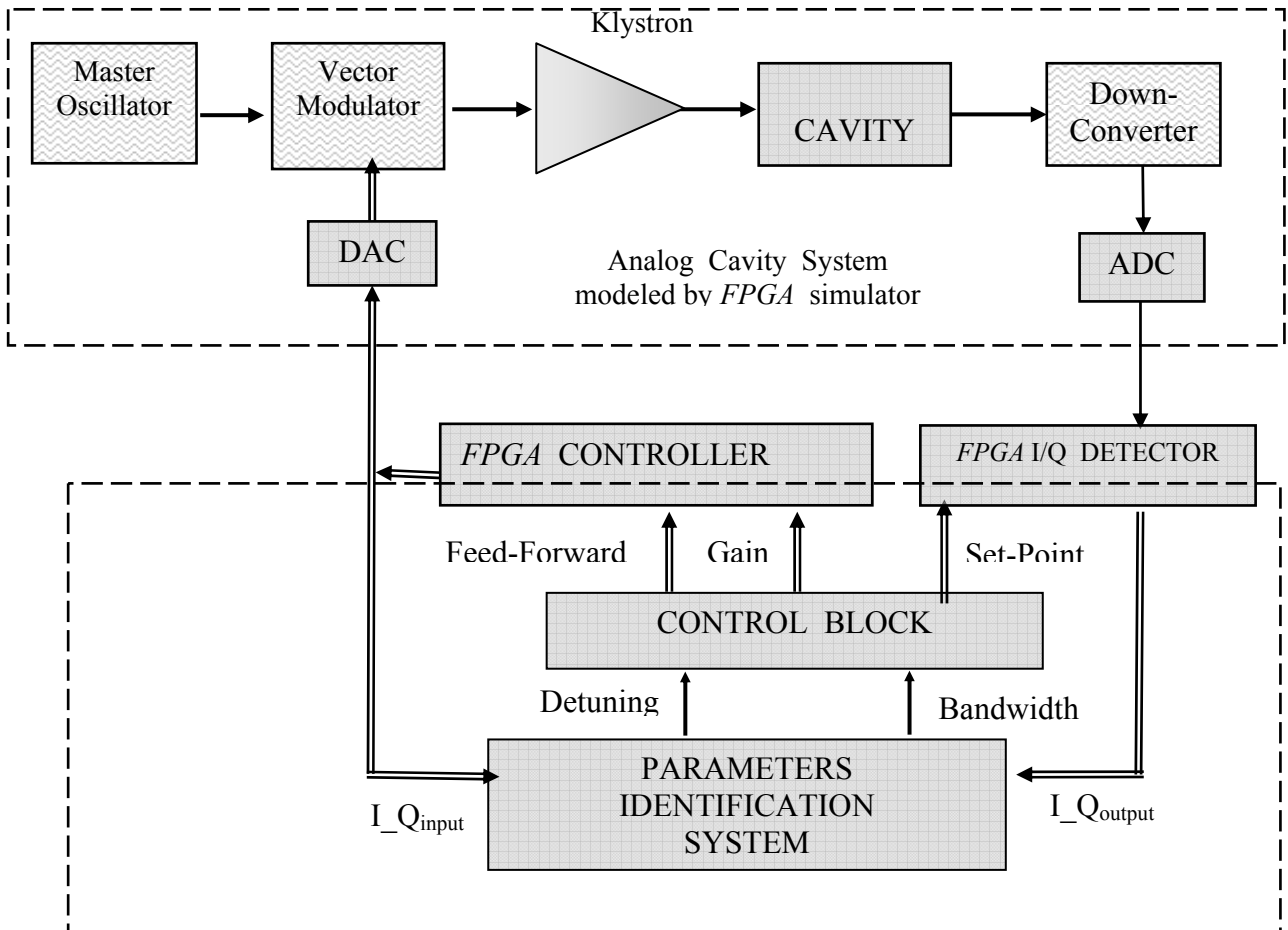 Klystron
Master
Oscillator
Vector
Modulator
CAVITY
Down-
Converter
DAC
ADC
Analog Cavity System
modeled by FPGA simulator
FPGA CONTROLLER
FPGA I/Q DETECTOR
Feed-Forward
Gain
Set-Point
CONTROL BLOCK
Detuning
Bandwidth
PARAMETERS
IDENTIFICATION
SYSTEM
I_Qinput
I_Qoutput